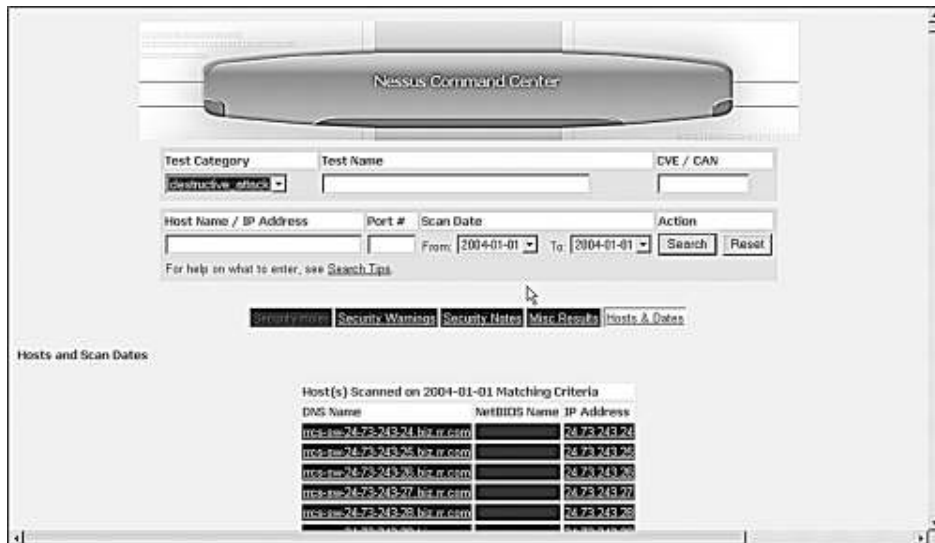 Nessus Command Center
Test Category Test Name CVE / CAN
destructive_attack
Host Name / IP Address Port # Scan Date Action
From: 2004-01-01 To: 2004-01-01 Search Reset
For help on what to enter, see Search Tips.
Security Holes Security Warnings Security Notes Misc Results Hosts & Dates
Hosts and Scan Dates
Host(s) Scanned on 2004-01-01 Matching Criteria
DNS Name NetBIOS Name IP Address
rrcs-sw-24-73-243-24.biz.rr.com 24.73.243.24
rrcs-sw-24-73-243-25.biz.rr.com 24.73.243.25
rrcs-sw-24-73-243-26.biz.rr.com 24.73.243.26
rrcs-sw-24-73-243-27.biz.rr.com 24.73.243.27
rrcs-sw-24-73-243-28.biz.rr.com 24.73.243.28